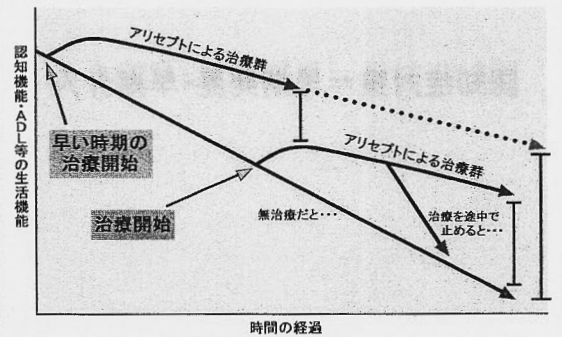 認知機能・ADL等の生活機能
アリセプトによる治療群
早い時期の
治療開始
アリセプトによる治療群
治療開始
無治療だと・・・
治療を途中で
止めると・・・
時間の経過